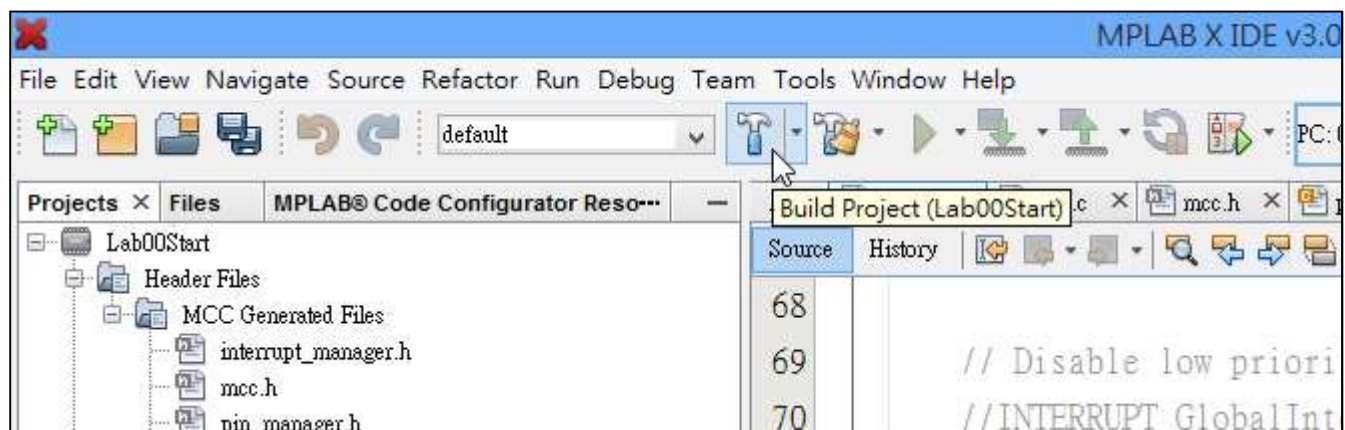 MPLAB X IDE v3.0
File Edit View Navigate Source Refactor Run Debug Team Tools Window Help
default
PC:
Projects × Files MPLAB® Code Configurator Reso···
Build Project (Lab00Start)
.c × mcc.h ×
Lab00Start
Source History
Header Files
MCC Generated Files
68
interrupt_manager.h
69 // Disable low priori
mcc.h
70 //INTERRUPT_GlobalInt
pin_manager.h